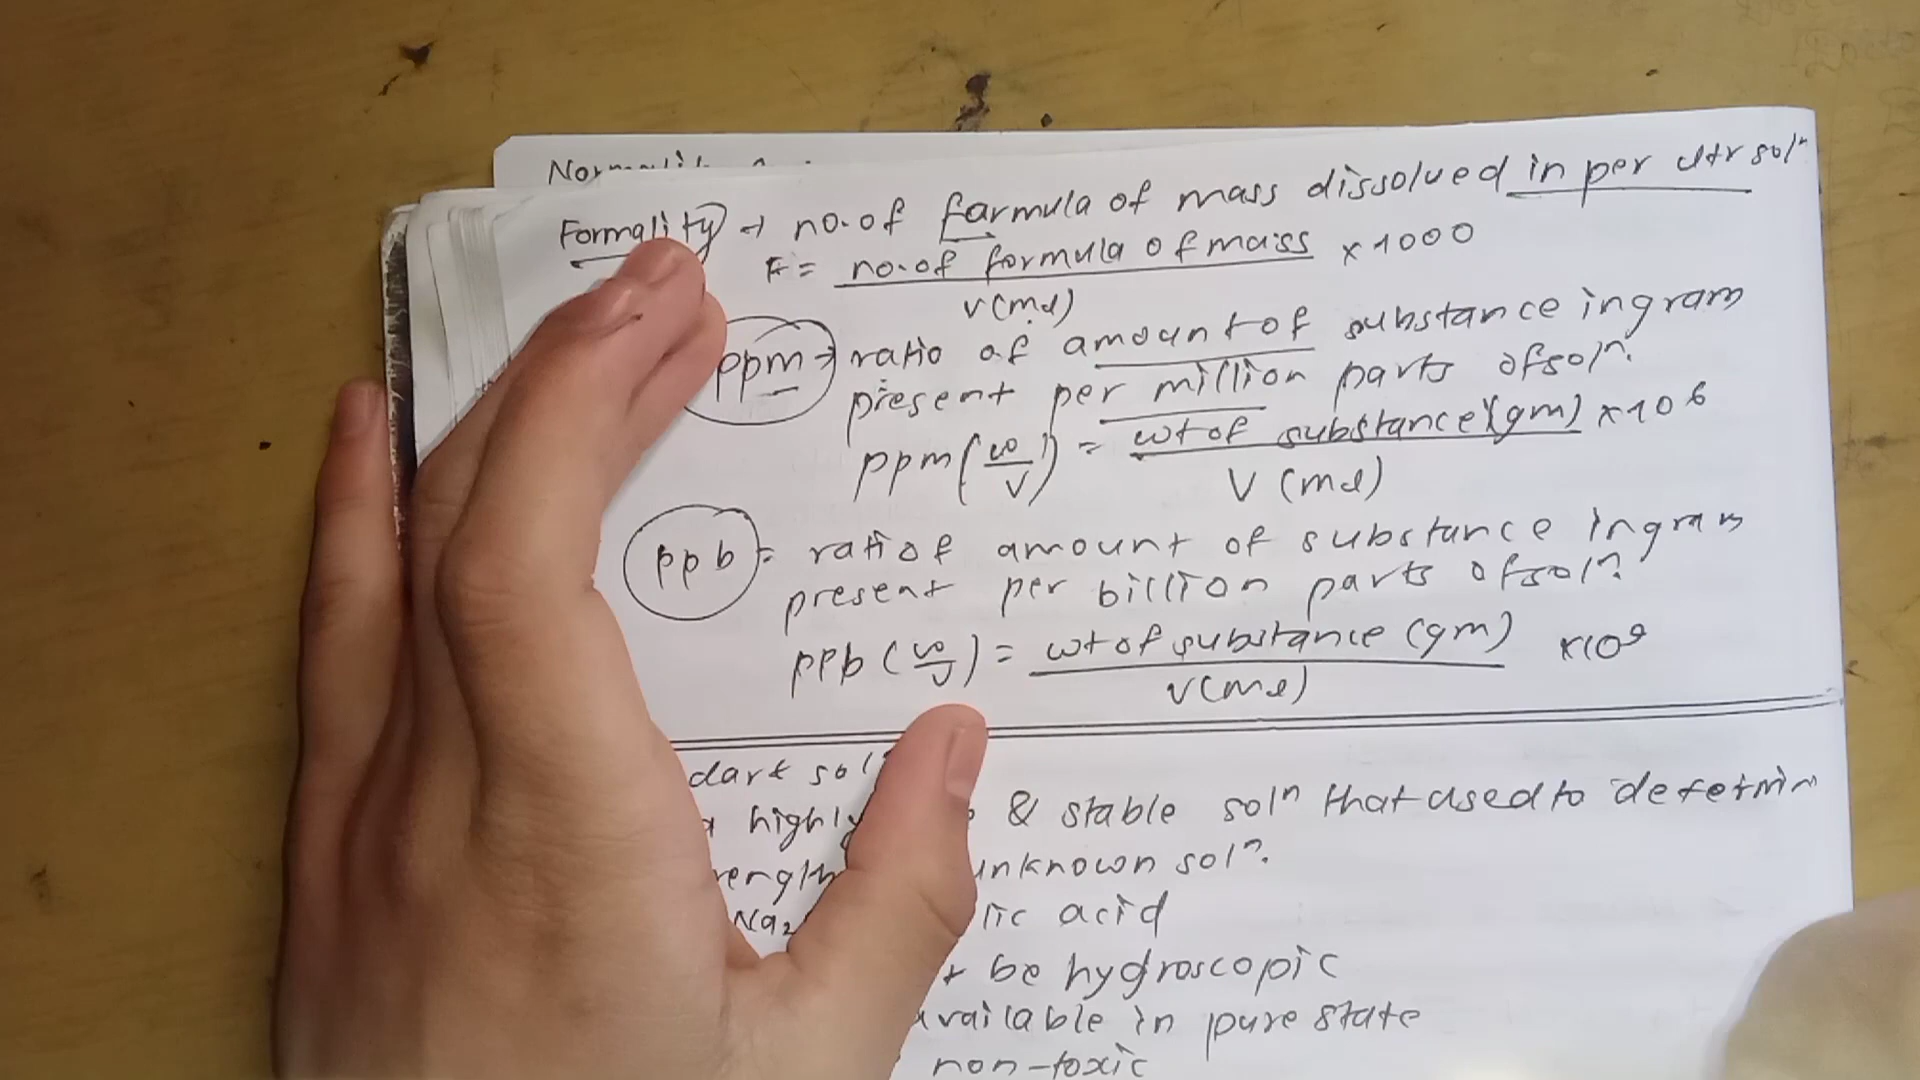 Formality → no. of farmula of mass dissolved in per ltr solⁿ
F = no. of formula of mass × 1000
V(ml)
ppm → ratio of amount of substance in gram
present per million parts of solⁿ.
ppm (w/v) = wt of substance (gm) × 10⁶
V (ml)
ppb = ratio of amount of substance in gram
present per billion parts of solⁿ.
ppb (w/v) = wt of substance (gm) × 10⁹
V(ml)
dart sol
highly & stable solⁿ that used to determin
unknown solⁿ.
Na₂ lic acid
be hygroscopic
available in pure state
non-toxic